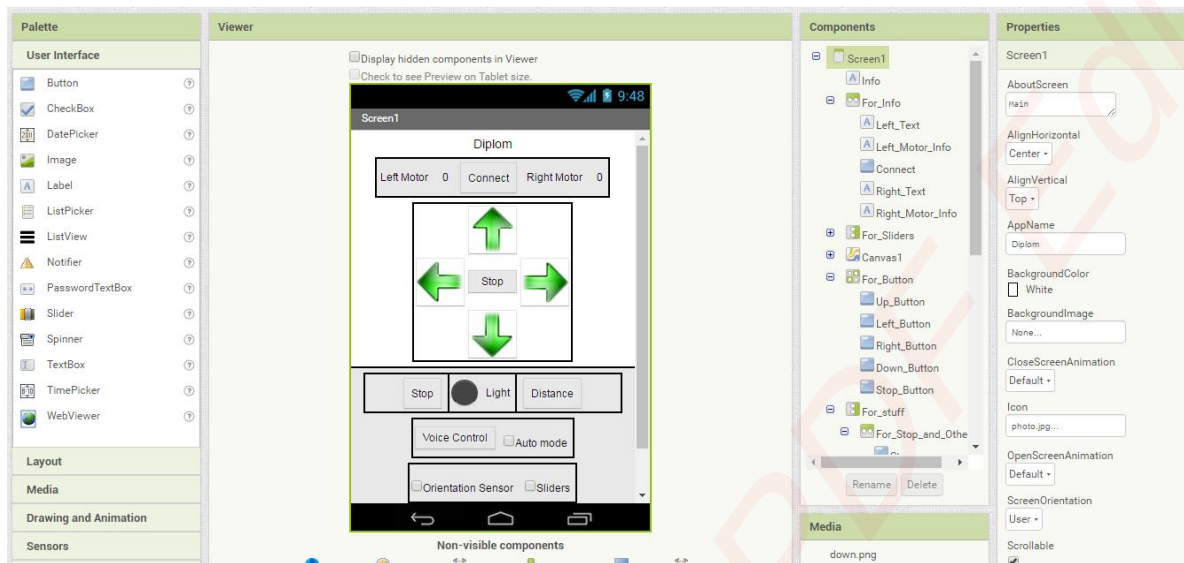 Palette
User Interface
Button
CheckBox
DatePicker
Image
Label
ListPicker
ListView
Notifier
PasswordTextBox
Slider
Spinner
TextBox
TimePicker
WebViewer
Layout
Media
Drawing and Animation
Sensors
Viewer
Display hidden components in Viewer
Check to see Preview on Tablet size.
9:48
Screen1
Diplom
Left Motor 0 Connect Right Motor 0
Stop
Stop Light Distance
Voice Control Auto mode
Orientation Sensor Sliders
Non-visible components
Components
Screen1
Info
For_Info
Left_Text
Left_Motor_Info
Connect
Right_Text
Right_Motor_Info
For_Sliders
Canvas1
For_Button
Up_Button
Left_Button
Right_Button
Down_Button
Stop_Button
For_stuff
For_Stop_and_Othe
Rename Delete
Media
down.png
Properties
Screen1
AboutScreen
Main
AlignHorizontal
Center
AlignVertical
Top
AppName
Diplom
BackgroundColor
White
BackgroundImage
None...
CloseScreenAnimation
Default
Icon
photo.jpg...
OpenScreenAnimation
Default
ScreenOrientation
User
Scrollable
PDF Edi